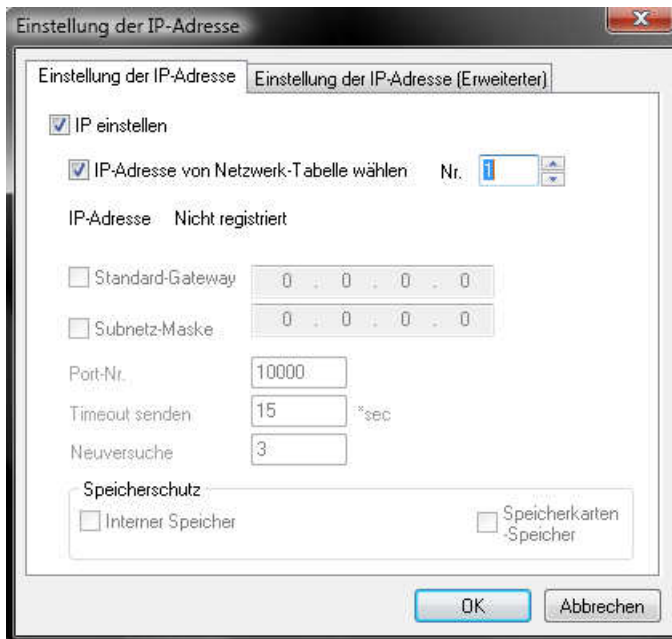 Einstellung der IP-Adresse
Einstellung der IP-Adresse Einstellung der IP-Adresse (Erweiterter)
IP einstellen
IP-Adresse von Netzwerk-Tabelle wählen Nr. 1
IP-Adresse Nicht registriert
Standard-Gateway 0 . 0 . 0 . 0
Subnetz-Maske 0 . 0 . 0 . 0
Port-Nr. 10000
Timeout senden 15 *sec
Neuversuche 3
Speicherschutz
Interner Speicher Speicherkarten
-Speicher
OK Abbrechen